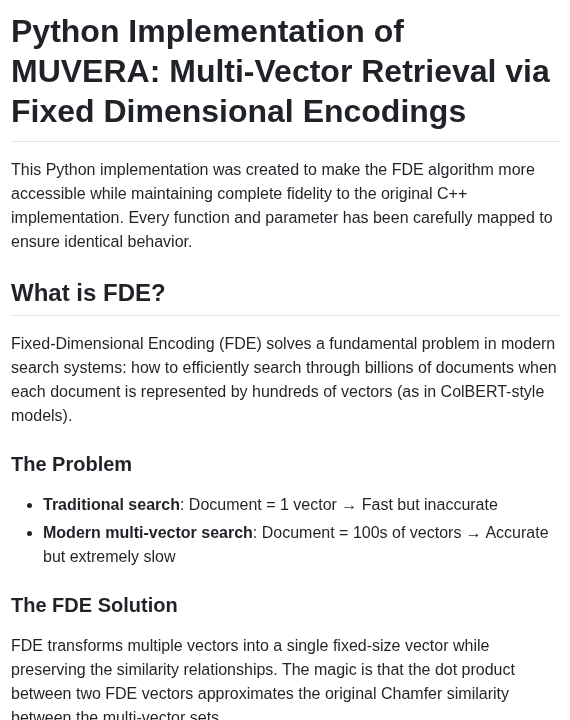 Python Implementation of
MUVERA: Multi-Vector Retrieval via
Fixed Dimensional Encodings
This Python implementation was created to make the FDE algorithm more
accessible while maintaining complete fidelity to the original C++
implementation. Every function and parameter has been carefully mapped to
ensure identical behavior.
What is FDE?
Fixed-Dimensional Encoding (FDE) solves a fundamental problem in modern
search systems: how to efficiently search through billions of documents when
each document is represented by hundreds of vectors (as in ColBERT-style
models).
The Problem
• Traditional search: Document = 1 vector → Fast but inaccurate
• Modern multi-vector search: Document = 100s of vectors → Accurate
but extremely slow
The FDE Solution
FDE transforms multiple vectors into a single fixed-size vector while
preserving the similarity relationships. The magic is that the dot product
between two FDE vectors approximates the original Chamfer similarity
between the multi-vector sets.